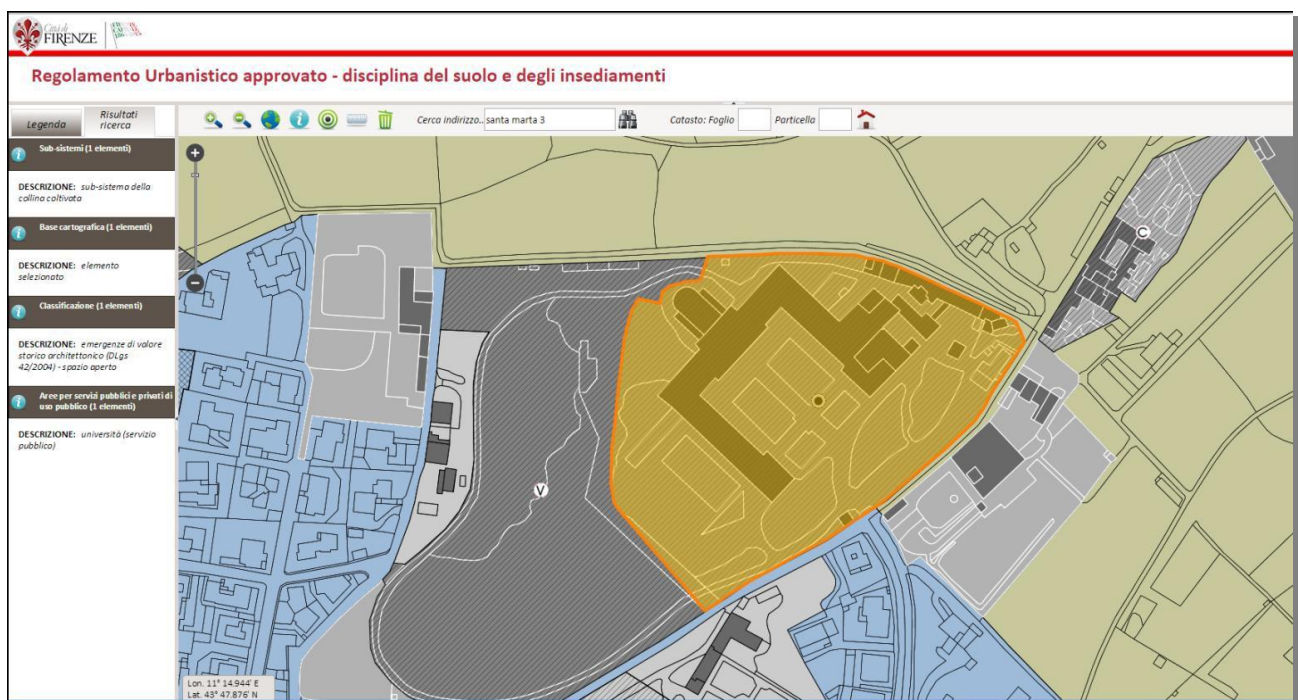 Città di
FIRENZE
Regolamento Urbanistico approvato - disciplina del suolo e degli insediamenti
Legenda
Risultati
ricerca
Cerca indirizzo..
santa marta 3
Catasto: Foglio
Particella
Sub-sistemi (1 elementi)
DESCRIZIONE: sub-sistema della
collina coltivata
Base cartografica (1 elementi)
DESCRIZIONE: elemento
selezionato
Classificazione (1 elementi)
DESCRIZIONE: emergenze di valore
storico architettonico (DLgs
42/2004) - spazio aperto
Aree per servizi pubblici e privati di
uso pubblico (1 elementi)
DESCRIZIONE: università (servizio
pubblico)
C
V
Lon. 11° 14.944' E
Lat. 43° 47.876' N